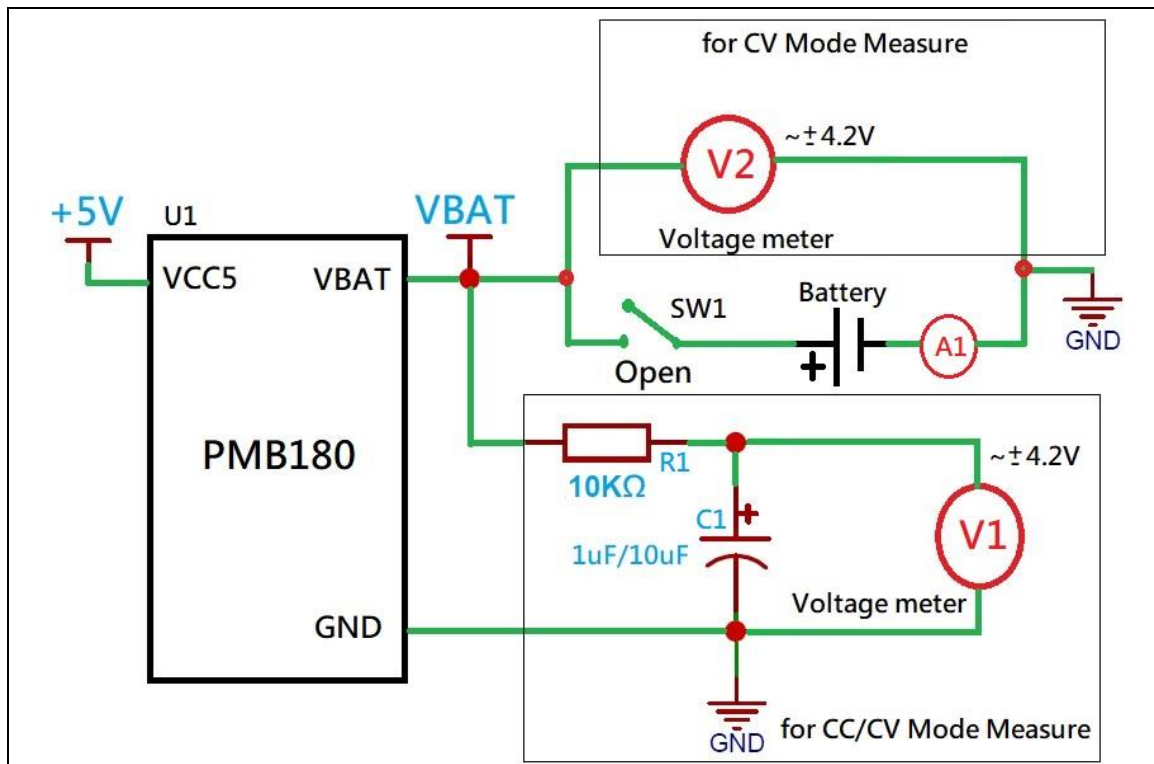 for CV Mode Measure
~±4.2V
V2
+5V
U1
VBAT
Voltage meter
VCC5
VBAT
SW1
Battery
+
A1
GND
Open
PMB180
R1
10KΩ
~±4.2V
C1
+
1uF/10uF
V1
Voltage meter
GND
GND
for CC/CV Mode Measure